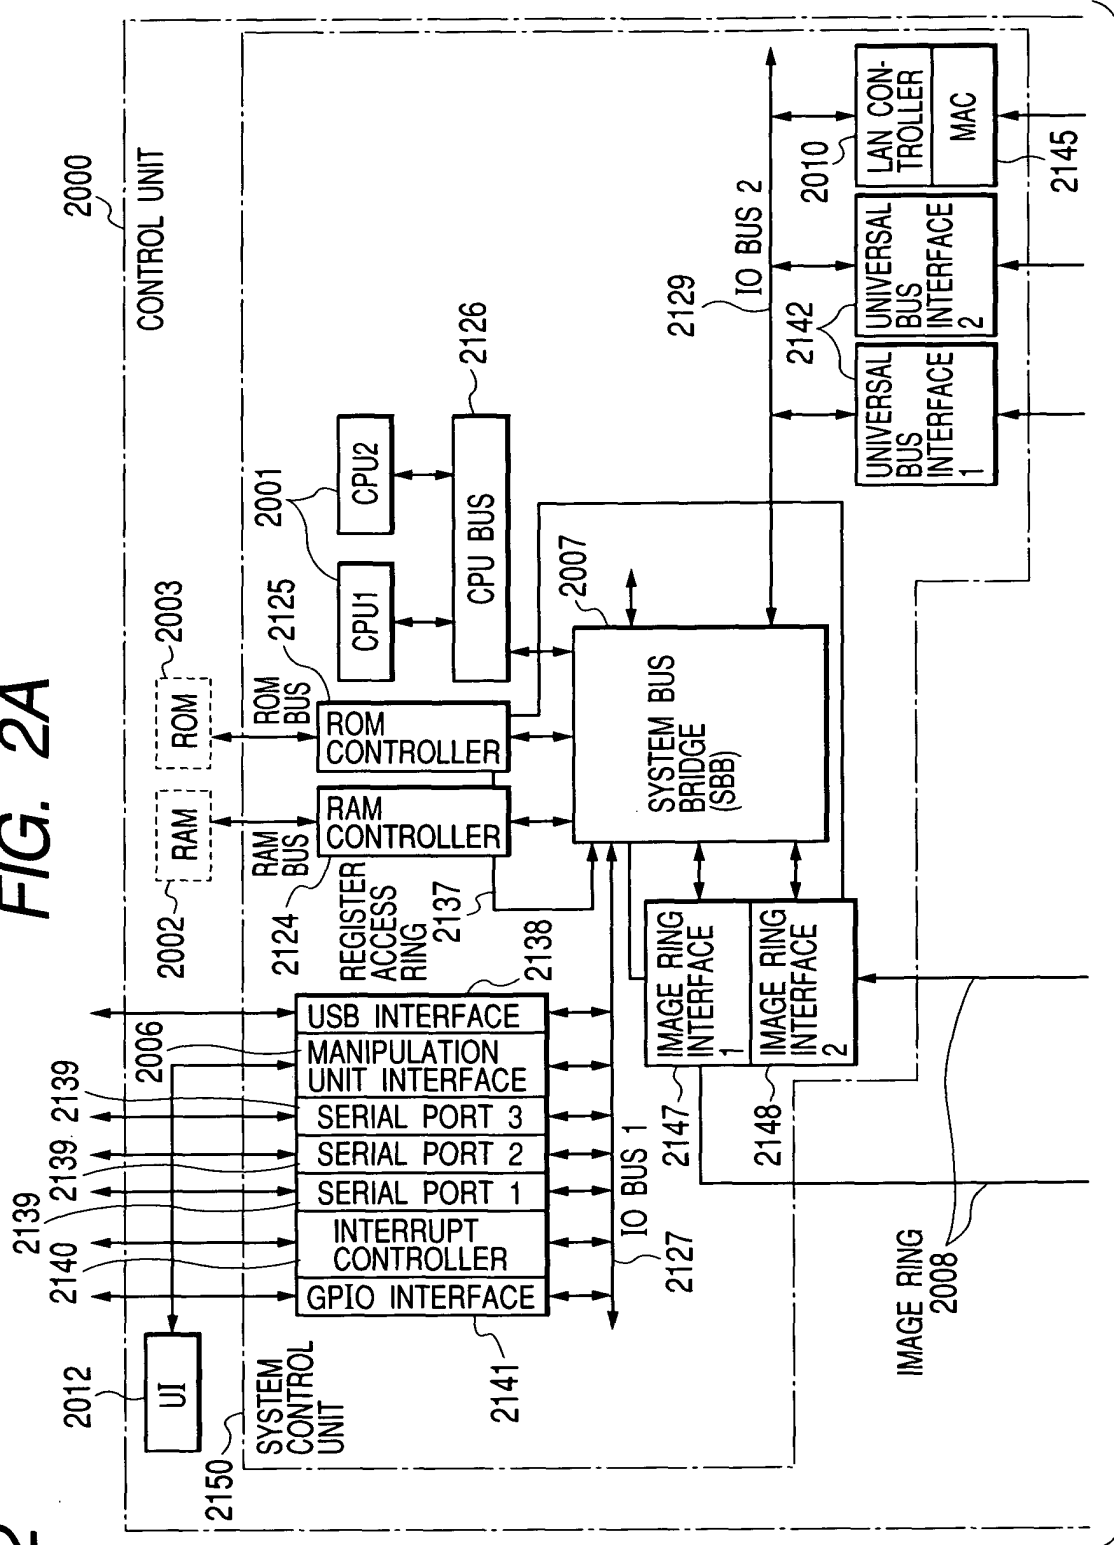 FIG. 2A
2000
CONTROL UNIT
2012
UI
2150
SYSTEM
CONTROL
UNIT
2139
2140
2139
2139
2006
2002
RAM
ROM
2003
RAM BUS
ROM BUS
2124
2125
2001
CPU1
CPU2
GPIO INTERFACE
INTERRUPT
CONTROLLER
SERIAL PORT 1
SERIAL PORT 2
SERIAL PORT 3
MANIPULATION
UNIT INTERFACE
USB INTERFACE
2141
2138
REGISTER
ACCESS
RING
2137
RAM
CONTROLLER
ROM
CONTROLLER
CPU BUS
2126
2127
IO BUS 1
SYSTEM BUS
BRIDGE
(SBB)
2007
2129
IO BUS 2
2147
IMAGE RING
INTERFACE
1
2148
IMAGE RING
INTERFACE
2
2142
UNIVERSAL
BUS
INTERFACE
1
UNIVERSAL
BUS
INTERFACE
2
2010
LAN CON-
TROLLER
MAC
2145
IMAGE RING
2008